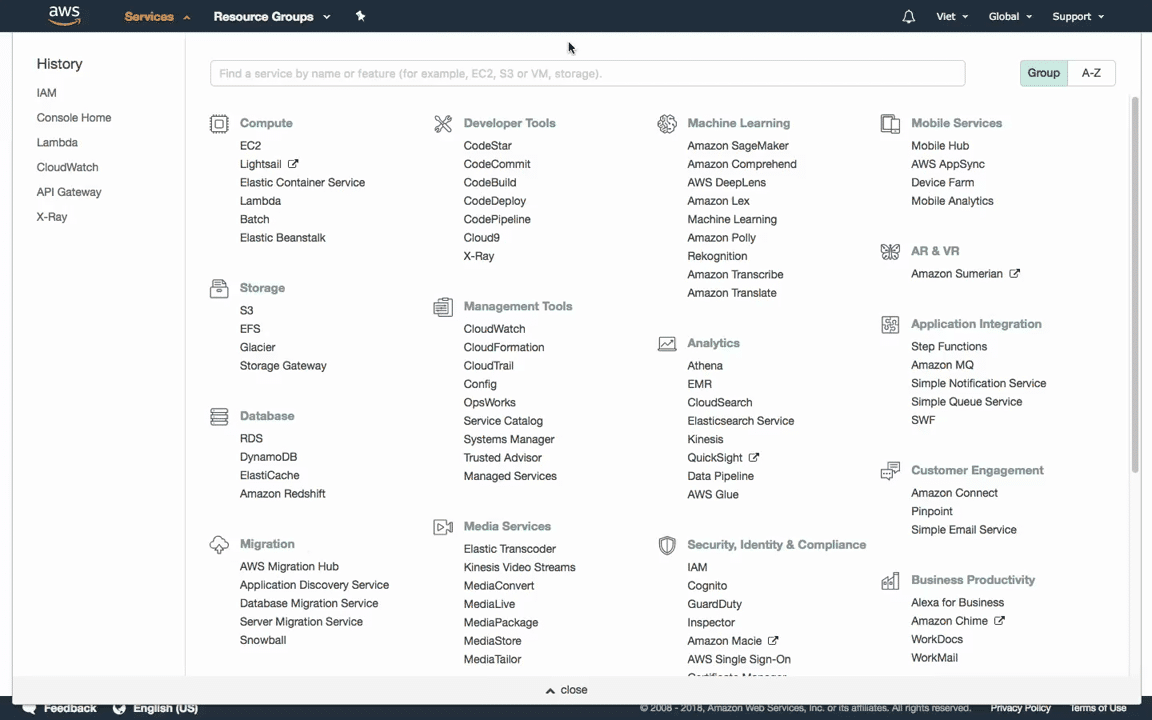 aws
Services
Resource Groups
Viet
Global
Support
History
IAM
Console Home
Lambda
CloudWatch
API Gateway
X-Ray
Find a service by name or feature (for example, EC2, S3 or VM, storage).
Group
A-Z
Compute
EC2
Lightsail
Elastic Container Service
Lambda
Batch
Elastic Beanstalk
Storage
S3
EFS
Glacier
Storage Gateway
Database
RDS
DynamoDB
ElastiCache
Amazon Redshift
Migration
AWS Migration Hub
Application Discovery Service
Database Migration Service
Server Migration Service
Snowball
Developer Tools
CodeStar
CodeCommit
CodeBuild
CodeDeploy
CodePipeline
Cloud9
X-Ray
Management Tools
CloudWatch
CloudFormation
CloudTrail
Config
OpsWorks
Service Catalog
Systems Manager
Trusted Advisor
Managed Services
Media Services
Elastic Transcoder
Kinesis Video Streams
MediaConvert
MediaLive
MediaPackage
MediaStore
MediaTailor
Machine Learning
Amazon SageMaker
Amazon Comprehend
AWS DeepLens
Amazon Lex
Machine Learning
Amazon Polly
Rekognition
Amazon Transcribe
Amazon Translate
Analytics
Athena
EMR
CloudSearch
Elasticsearch Service
Kinesis
QuickSight
Data Pipeline
AWS Glue
Security, Identity & Compliance
IAM
Cognito
GuardDuty
Inspector
Amazon Macie
AWS Single Sign-On
Certificate Manager
Mobile Services
Mobile Hub
AWS AppSync
Device Farm
Mobile Analytics
AR & VR
Amazon Sumerian
Application Integration
Step Functions
Amazon MQ
Simple Notification Service
Simple Queue Service
SWF
Customer Engagement
Amazon Connect
Pinpoint
Simple Email Service
Business Productivity
Alexa for Business
Amazon Chime
WorkDocs
WorkMail
close
Feedback
English (US)
© 2008 - 2018, Amazon Web Services, Inc. or its affiliates. All rights reserved.
Privacy Policy
Terms of Use